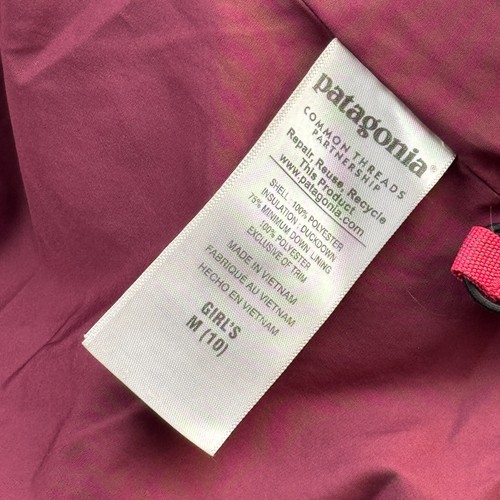 patagonia®
COMMON THREADS
PARTNERSHIP
Repair, Reuse, Recycle
This Product
www.patagonia.com
SHELL : 100% POLYESTER
INSULATION : DUCKDOWN
75% MINIMUM DOWN, LINING
100% POLYESTER
EXCLUSIVE OF TRIM
MADE IN VIETNAM
FABRIQUE AU VIETNAM
HECHO EN VIETNAM
GIRL'S
M (10)